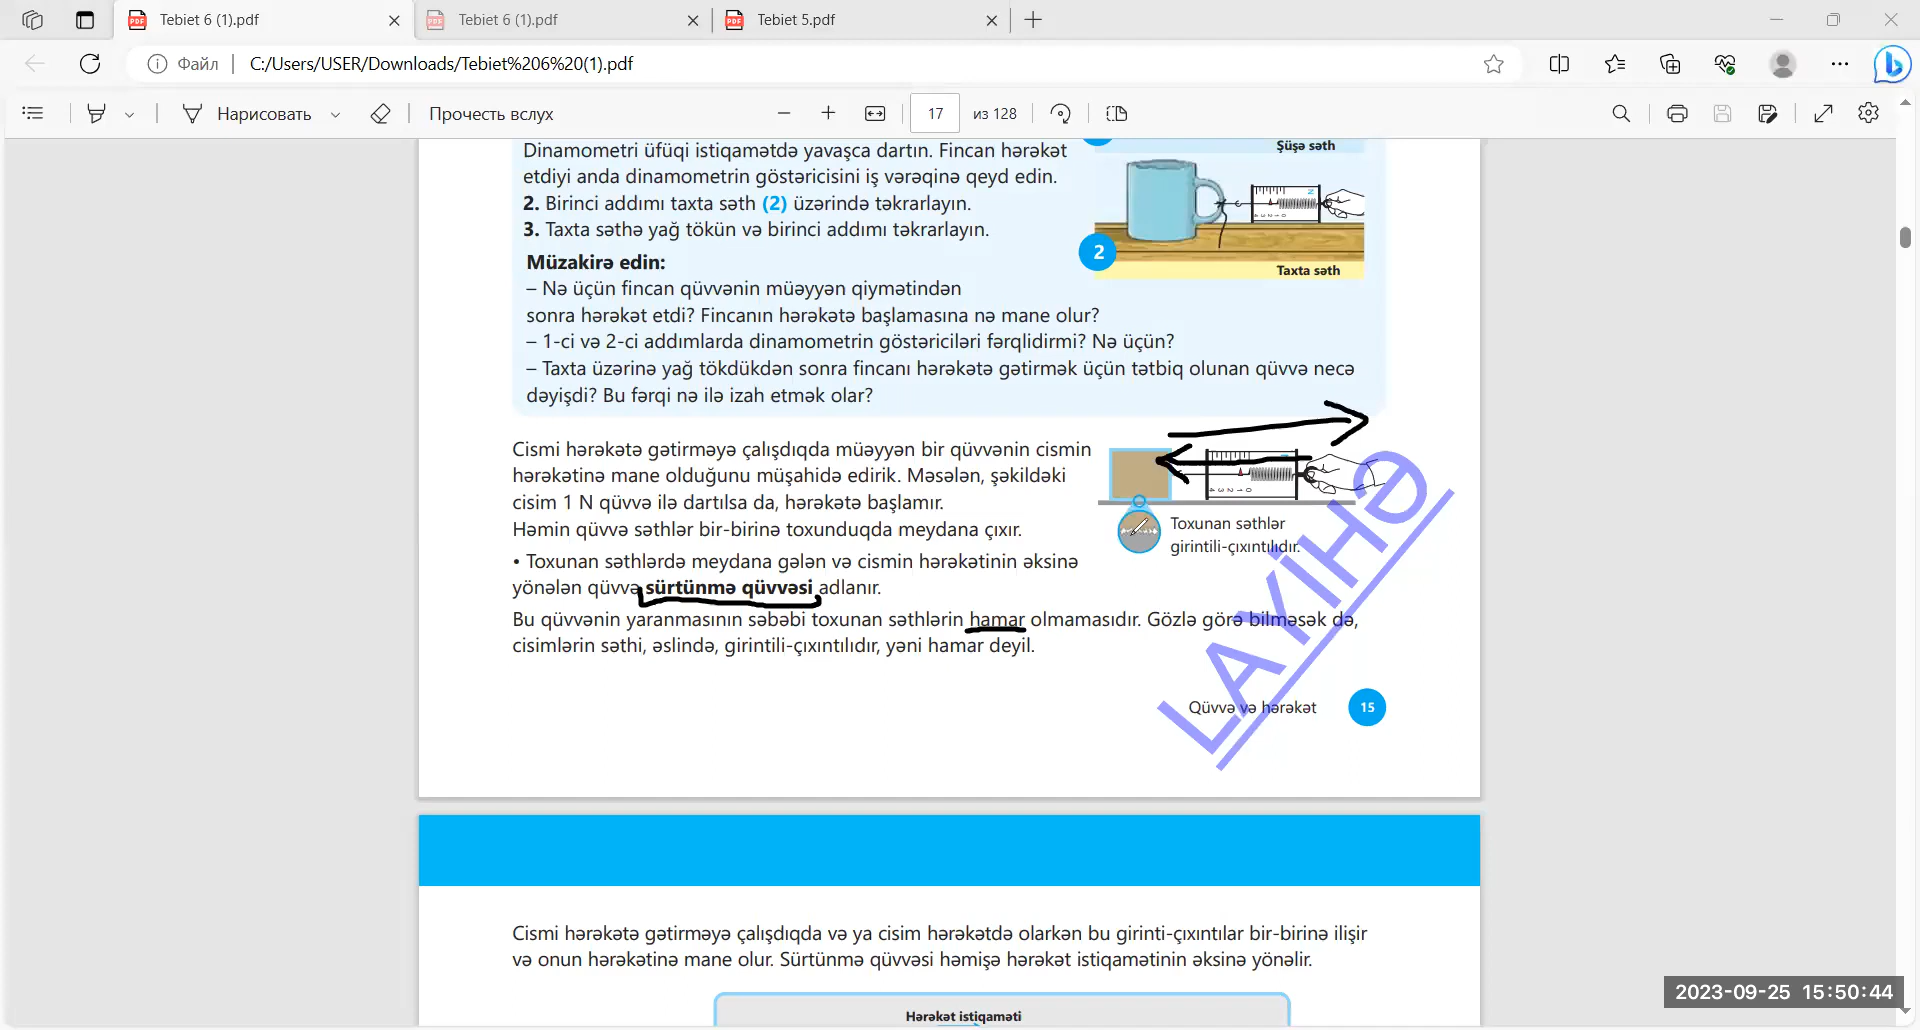 Tebiet 6 (1).pdf
Tebiet 6 (1).pdf
Tebiet 5.pdf
Файл
C:/Users/USER/Downloads/Tebiet%206%20(1).pdf
Нарисовать
Прочесть вслух
17
из 128
Dinamometri üfüqi istiqamətdə yavaşca dartın. Fincan hərəkət
etdiyi anda dinamometrin göstəricisini iş vərəqinə qeyd edin.
2. Birinci addımı taxta səth (2) üzərində təkrarlayın.
3. Taxta səthə yağ tökün və birinci addımı təkrarlayın.
Şüşə səth
N
4 3 2 1 0
2
Taxta səth
Müzakirə edin:
– Nə üçün fincan qüvvənin müəyyən qiymətindən
sonra hərəkət etdi? Fincanın hərəkətə başlamasına nə mane olur?
– 1-ci və 2-ci addımlarda dinamometrin göstəriciləri fərqlidirmi? Nə üçün?
– Taxta üzərinə yağ tökdükdən sonra fincanı hərəkətə gətirmək üçün tətbiq olunan qüvvə necə
dəyişdi? Bu fərqi nə ilə izah etmək olar?
Cismi hərəkətə gətirməyə çalışdıqda müəyyən bir qüvvənin cismin
hərəkətinə mane olduğunu müşahidə edirik. Məsələn, şəkildəki
cisim 1 N qüvvə ilə dartılsa da, hərəkətə başlamır.
Həmin qüvvə səthlər bir-birinə toxunduqda meydana çıxır.
4 3 2 1 0
Toxunan səthlər
girintili-çıxıntılıdır.
• Toxunan səthlərdə meydana gələn və cismin hərəkətinin əksinə
yönələn qüvvə sürtünmə qüvvəsi adlanır.
Bu qüvvənin yaranmasının səbəbi toxunan səthlərin hamar olmamasıdır. Gözlə görə bilməsək də,
cisimlərin səthi, əslində, girintili-çıxıntılıdır, yəni hamar deyil.
LAYİHƏ
Qüvvə və hərəkət
15
Cismi hərəkətə gətirməyə çalışdıqda və ya cisim hərəkətdə olarkən bu girinti-çıxıntılar bir-birinə ilişir
və onun hərəkətinə mane olur. Sürtünmə qüvvəsi həmişə hərəkət istiqamətinin əksinə yönəlir.
Hərəkət istiqaməti
2023-09-25 15:50:44